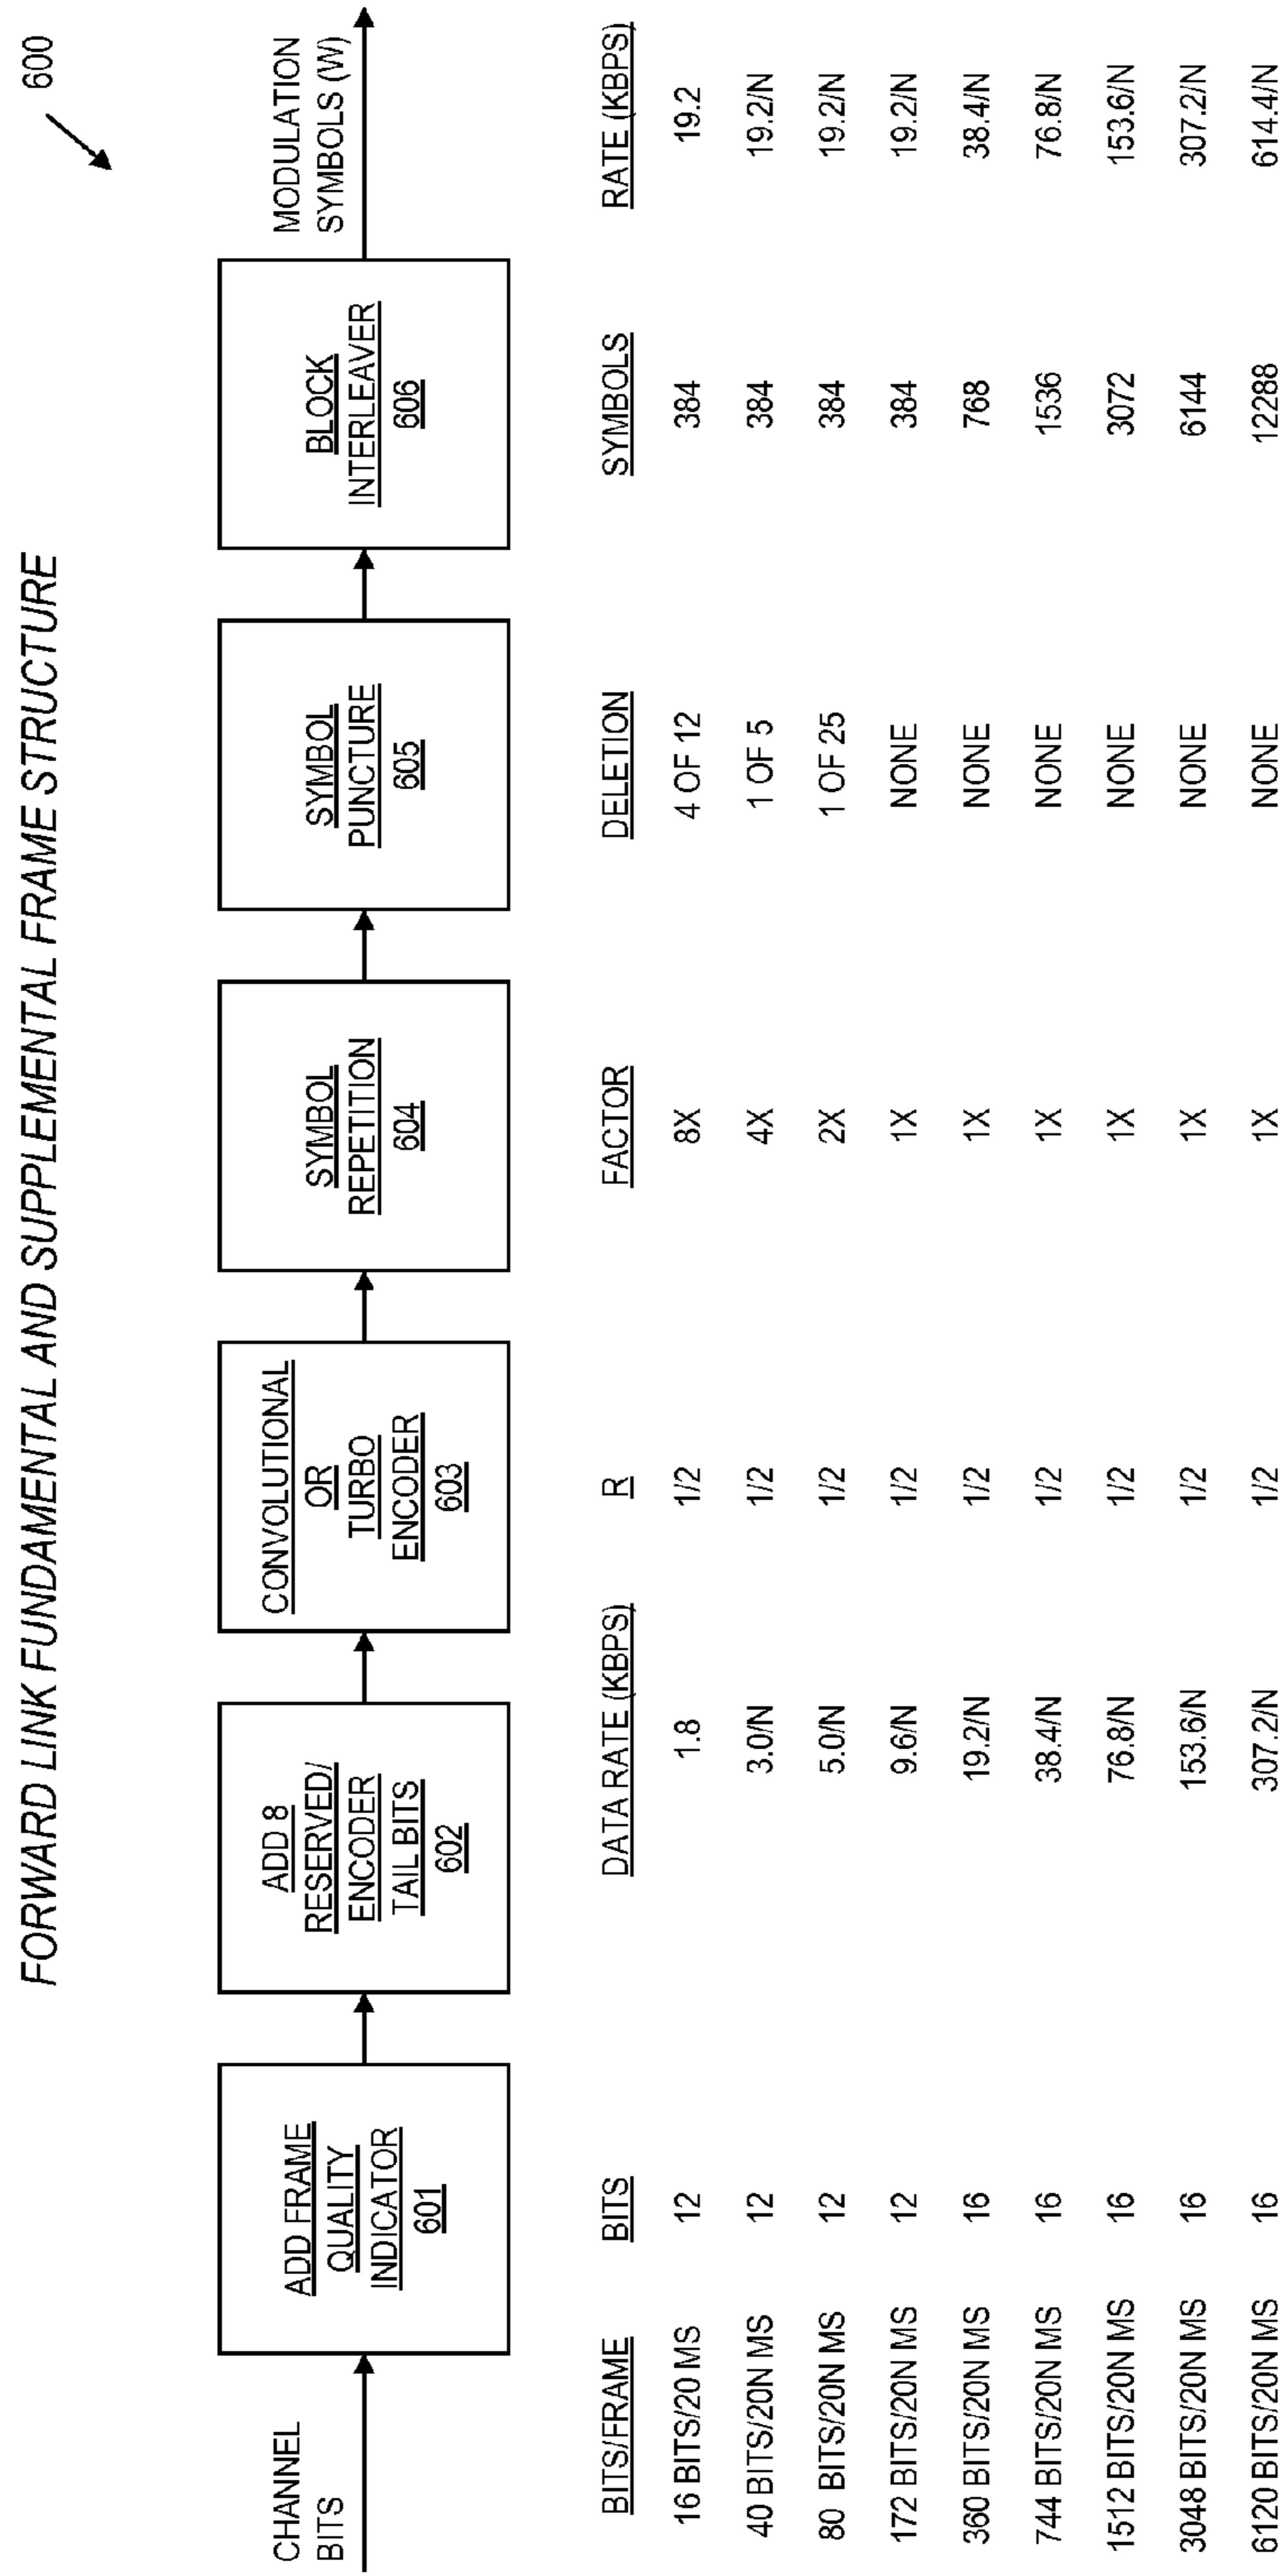 FORWARD LINK FUNDAMENTAL AND SUPPLEMENTAL FRAME STRUCTURE
600
CHANNEL
BITS
ADD FRAME
QUALITY
INDICATOR
601
ADD 8
RESERVED/
ENCODER
TAIL BITS
602
CONVOLUTIONAL
OR
TURBO
ENCODER
603
SYMBOL
REPETITION
604
SYMBOL
PUNCTURE
605
BLOCK
INTERLEAVER
606
MODULATION
SYMBOLS (W)
BITS/FRAME BITS DATA RATE (KBPS) R FACTOR DELETION SYMBOLS RATE (KBPS)
16 BITS/20 MS 12 1.8 1/2 8X 4 OF 12 384 19.2
40 BITS/20N MS 12 3.0/N 1/2 4X 1 OF 5 384 19.2/N
80 BITS/20N MS 12 5.0/N 1/2 2X 1 OF 25 384 19.2/N
172 BITS/20N MS 12 9.6/N 1/2 1X NONE 384 19.2/N
360 BITS/20N MS 16 19.2/N 1/2 1X NONE 768 38.4/N
744 BITS/20N MS 16 38.4/N 1/2 1X NONE 1536 76.8/N
1512 BITS/20N MS 16 76.8/N 1/2 1X NONE 3072 153.6/N
3048 BITS/20N MS 16 153.6/N 1/2 1X NONE 6144 307.2/N
6120 BITS/20N MS 16 307.2/N 1/2 1X NONE 12288 614.4/N